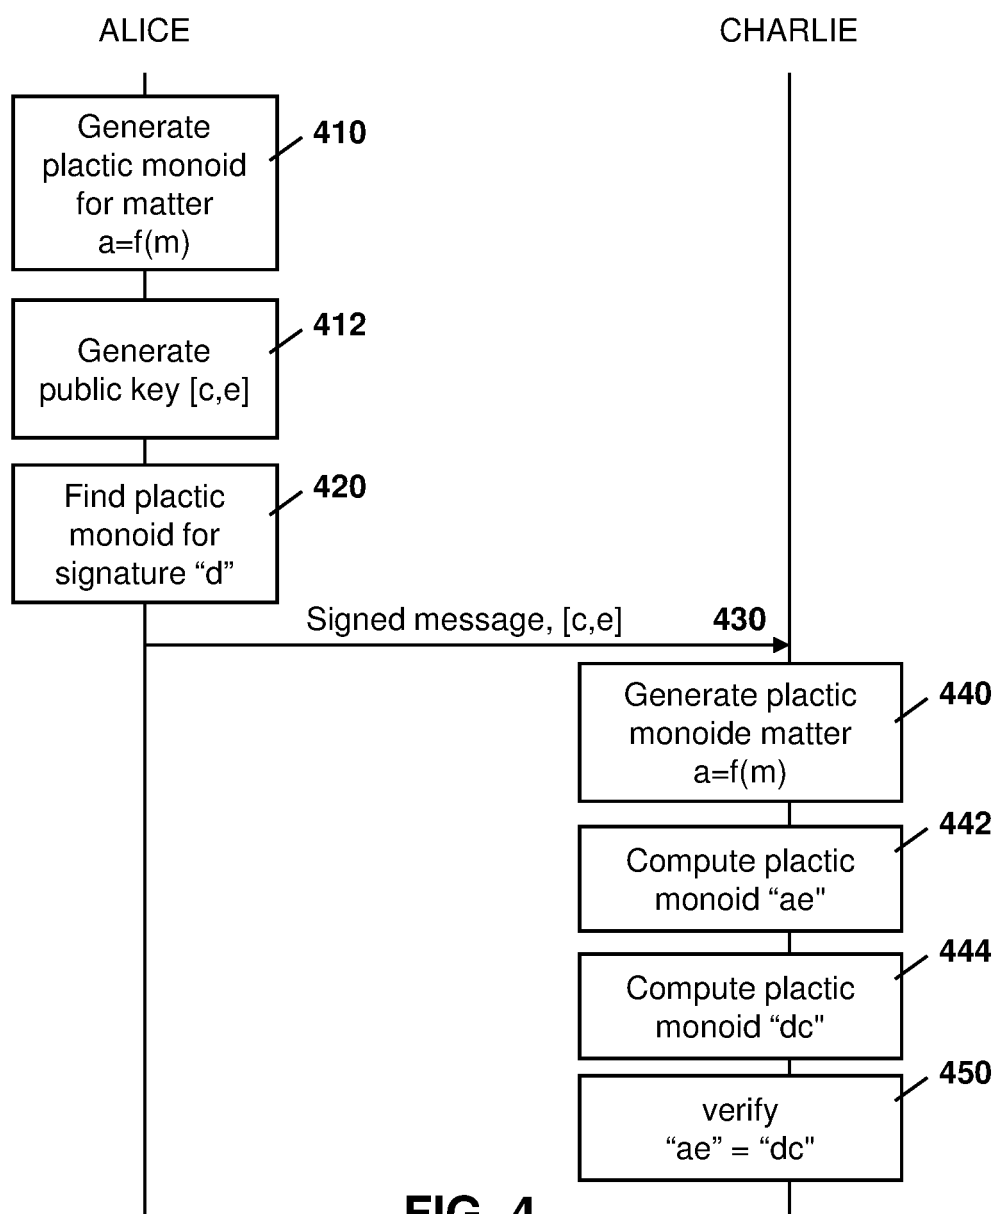 ALICE
CHARLIE
Generate
plactic monoid
for matter
a=f(m)
410
Generate
public key [c,e]
412
Find plactic
monoid for
signature “d”
420
Signed message, [c,e]
430
Generate plactic
monoide matter
a=f(m)
440
Compute plactic
monoid “ae"
442
Compute plactic
monoid “dc"
444
verify
“ae” = “dc"
450
FIG. 4